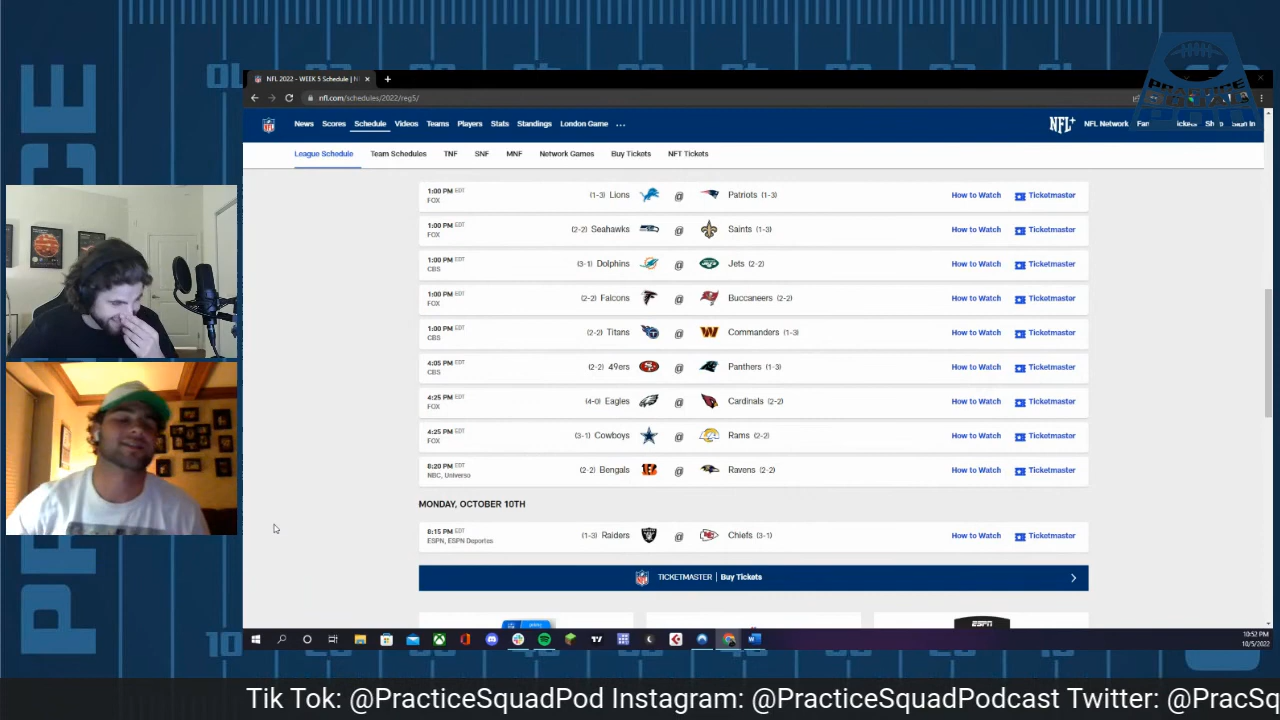 NFL 2022 - WEEK 5 Schedule | N
nfl.com/schedules/2022/reg5/
News Scores Schedule Videos Teams Players Stats Standings London Game ...
NFL+ NFL Network Sign In
League Schedule Team Schedules TNF SNF MNF Network Games Buy Tickets NFT Tickets
1:00 PM EDT (1-3) Lions @ Patriots (1-3) How to Watch Ticketmaster
FOX
1:00 PM EDT (2-2) Seahawks @ Saints (1-3) How to Watch Ticketmaster
FOX
1:00 PM EDT (3-1) Dolphins @ Jets (2-2) How to Watch Ticketmaster
CBS
1:00 PM EDT (2-2) Falcons @ Buccaneers (2-2) How to Watch Ticketmaster
FOX
1:00 PM EDT (2-2) Titans @ Commanders (1-3) How to Watch Ticketmaster
CBS
4:05 PM EDT (2-2) 49ers @ Panthers (1-3) How to Watch Ticketmaster
CBS
4:25 PM EDT (4-0) Eagles @ Cardinals (2-2) How to Watch Ticketmaster
FOX
4:25 PM EDT (3-1) Cowboys @ Rams (2-2) How to Watch Ticketmaster
FOX
8:20 PM EDT (2-2) Bengals @ Ravens (2-2) How to Watch Ticketmaster
NBC, Universo
MONDAY, OCTOBER 10TH
8:15 PM EDT (1-3) Raiders @ Chiefs (3-1) How to Watch Ticketmaster
ESPN, ESPN Deportes
TICKETMASTER | Buy Tickets
ESPN
10:52 PM
10/5/2022
Tik Tok: @PracticeSquadPod Instagram: @PracticeSquadPodcast Twitter: @PracSq